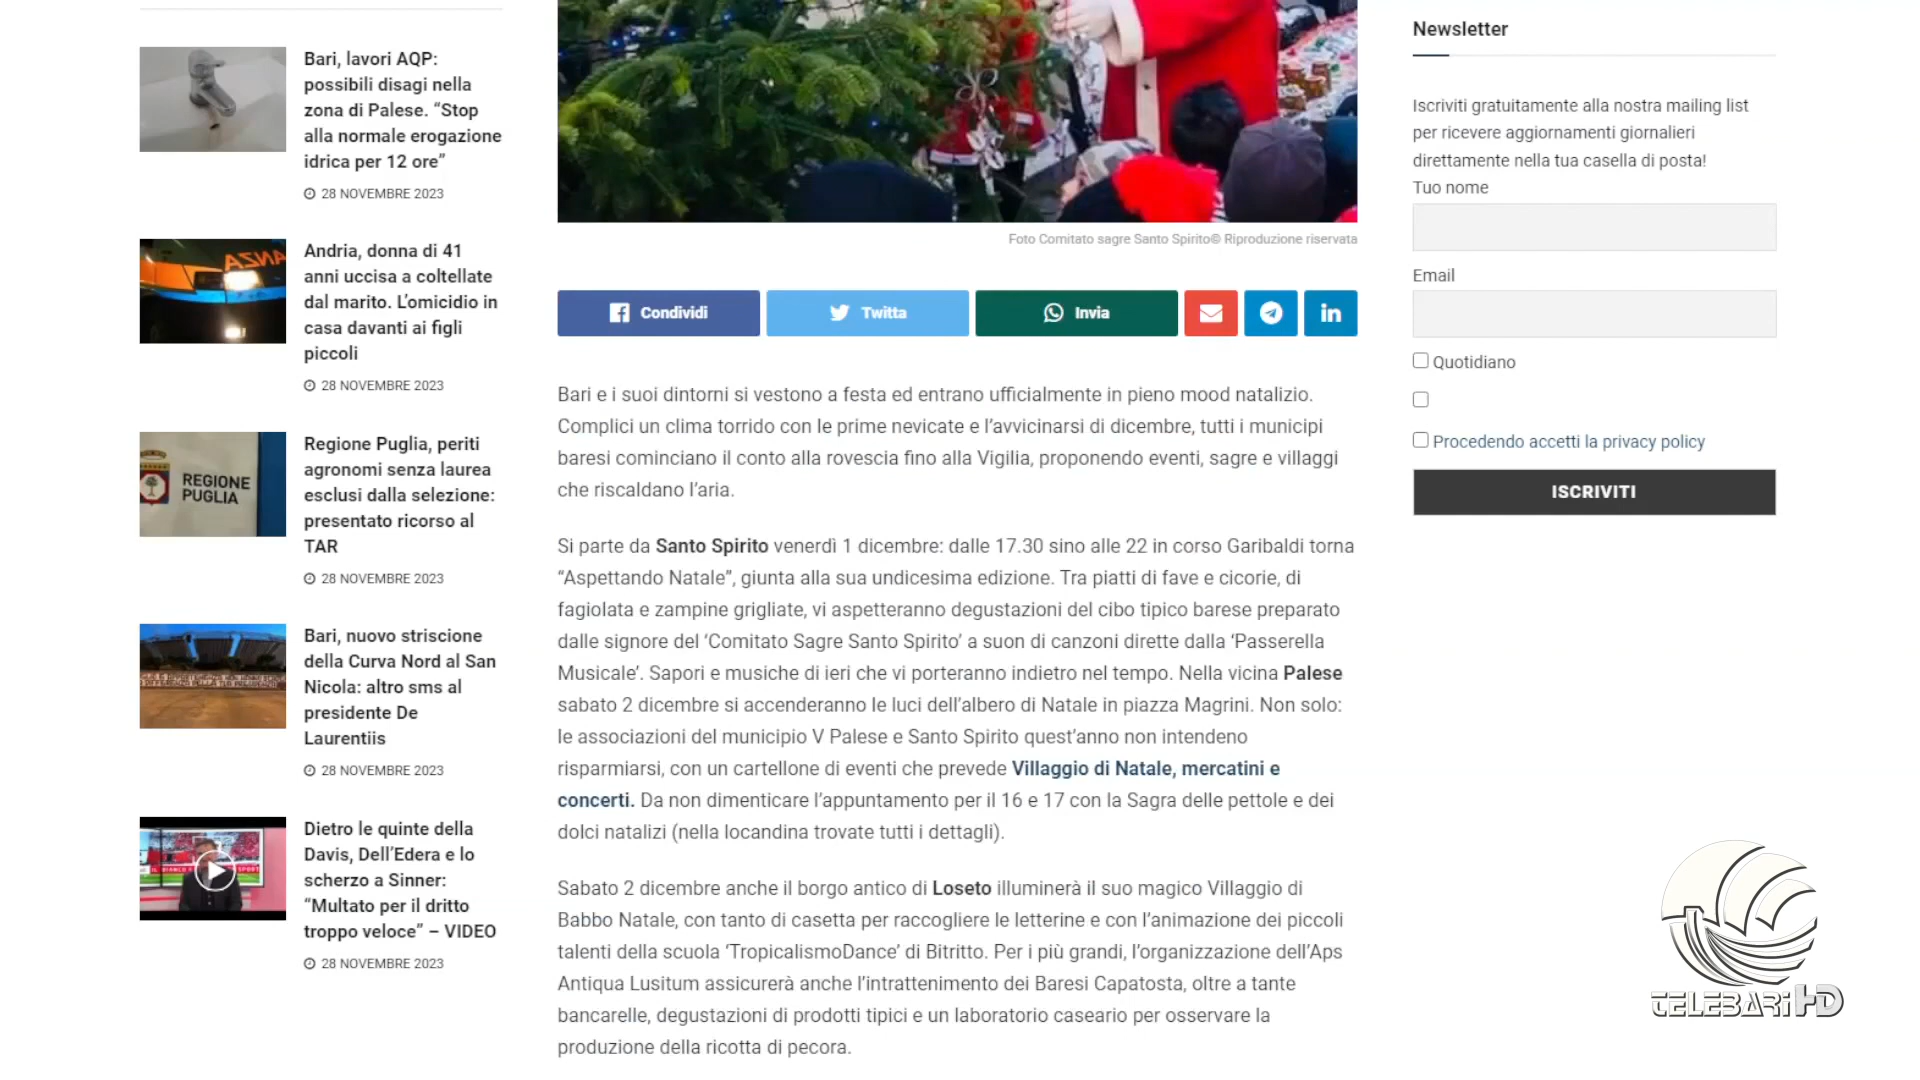 Bari, lavori AQP:
possibili disagi nella
zona di Palese. “Stop
alla normale erogazione
idrica per 12 ore”
28 NOVEMBRE 2023
Andria, donna di 41
anni uccisa a coltellate
dal marito. L’omicidio in
casa davanti ai figli
piccoli
28 NOVEMBRE 2023
REGIONE
PUGLIA
Regione Puglia, periti
agronomi senza laurea
esclusi dalla selezione:
presentato ricorso al
TAR
28 NOVEMBRE 2023
Bari, nuovo striscione
della Curva Nord al San
Nicola: altro sms al
presidente De
Laurentiis
28 NOVEMBRE 2023
Dietro le quinte della
Davis, Dell’Edera e lo
scherzo a Sinner:
“Multato per il dritto
troppo veloce” – VIDEO
28 NOVEMBRE 2023
Foto Comitato sagre Santo Spirito© Riproduzione riservata
Condividi
Twitta
Invia
Bari e i suoi dintorni si vestono a festa ed entrano ufficialmente in pieno mood natalizio.
Complici un clima torrido con le prime nevicate e l’avvicinarsi di dicembre, tutti i municipi
baresi cominciano il conto alla rovescia fino alla Vigilia, proponendo eventi, sagre e villaggi
che riscaldano l’aria.
Si parte da Santo Spirito venerdì 1 dicembre: dalle 17.30 sino alle 22 in corso Garibaldi torna
“Aspettando Natale”, giunta alla sua undicesima edizione. Tra piatti di fave e cicorie, di
fagiolata e zampine grigliate, vi aspetteranno degustazioni del cibo tipico barese preparato
dalle signore del ‘Comitato Sagre Santo Spirito’ a suon di canzoni dirette dalla ‘Passerella
Musicale’. Sapori e musiche di ieri che vi porteranno indietro nel tempo. Nella vicina Palese
sabato 2 dicembre si accenderanno le luci dell’albero di Natale in piazza Magrini. Non solo:
le associazioni del municipio V Palese e Santo Spirito quest’anno non intendeno
risparmiarsi, con un cartellone di eventi che prevede Villaggio di Natale, mercatini e
concerti. Da non dimenticare l’appuntamento per il 16 e 17 con la Sagra delle pettole e dei
dolci natalizi (nella locandina trovate tutti i dettagli).
Sabato 2 dicembre anche il borgo antico di Loseto illuminerà il suo magico Villaggio di
Babbo Natale, con tanto di casetta per raccogliere le letterine e con l’animazione dei piccoli
talenti della scuola ‘TropicalismoDance’ di Bitritto. Per i più grandi, l’organizzazione dell’Aps
Antiqua Lusitum assicurerà anche l’intrattenimento dei Baresi Capatosta, oltre a tante
bancarelle, degustazioni di prodotti tipici e un laboratorio caseario per osservare la
produzione della ricotta di pecora.
Newsletter
Iscriviti gratuitamente alla nostra mailing list
per ricevere aggiornamenti giornalieri
direttamente nella tua casella di posta!
Tuo nome
Email
Quotidiano
Procedendo accetti la privacy policy
ISCRIVITI
TELEBARI HD